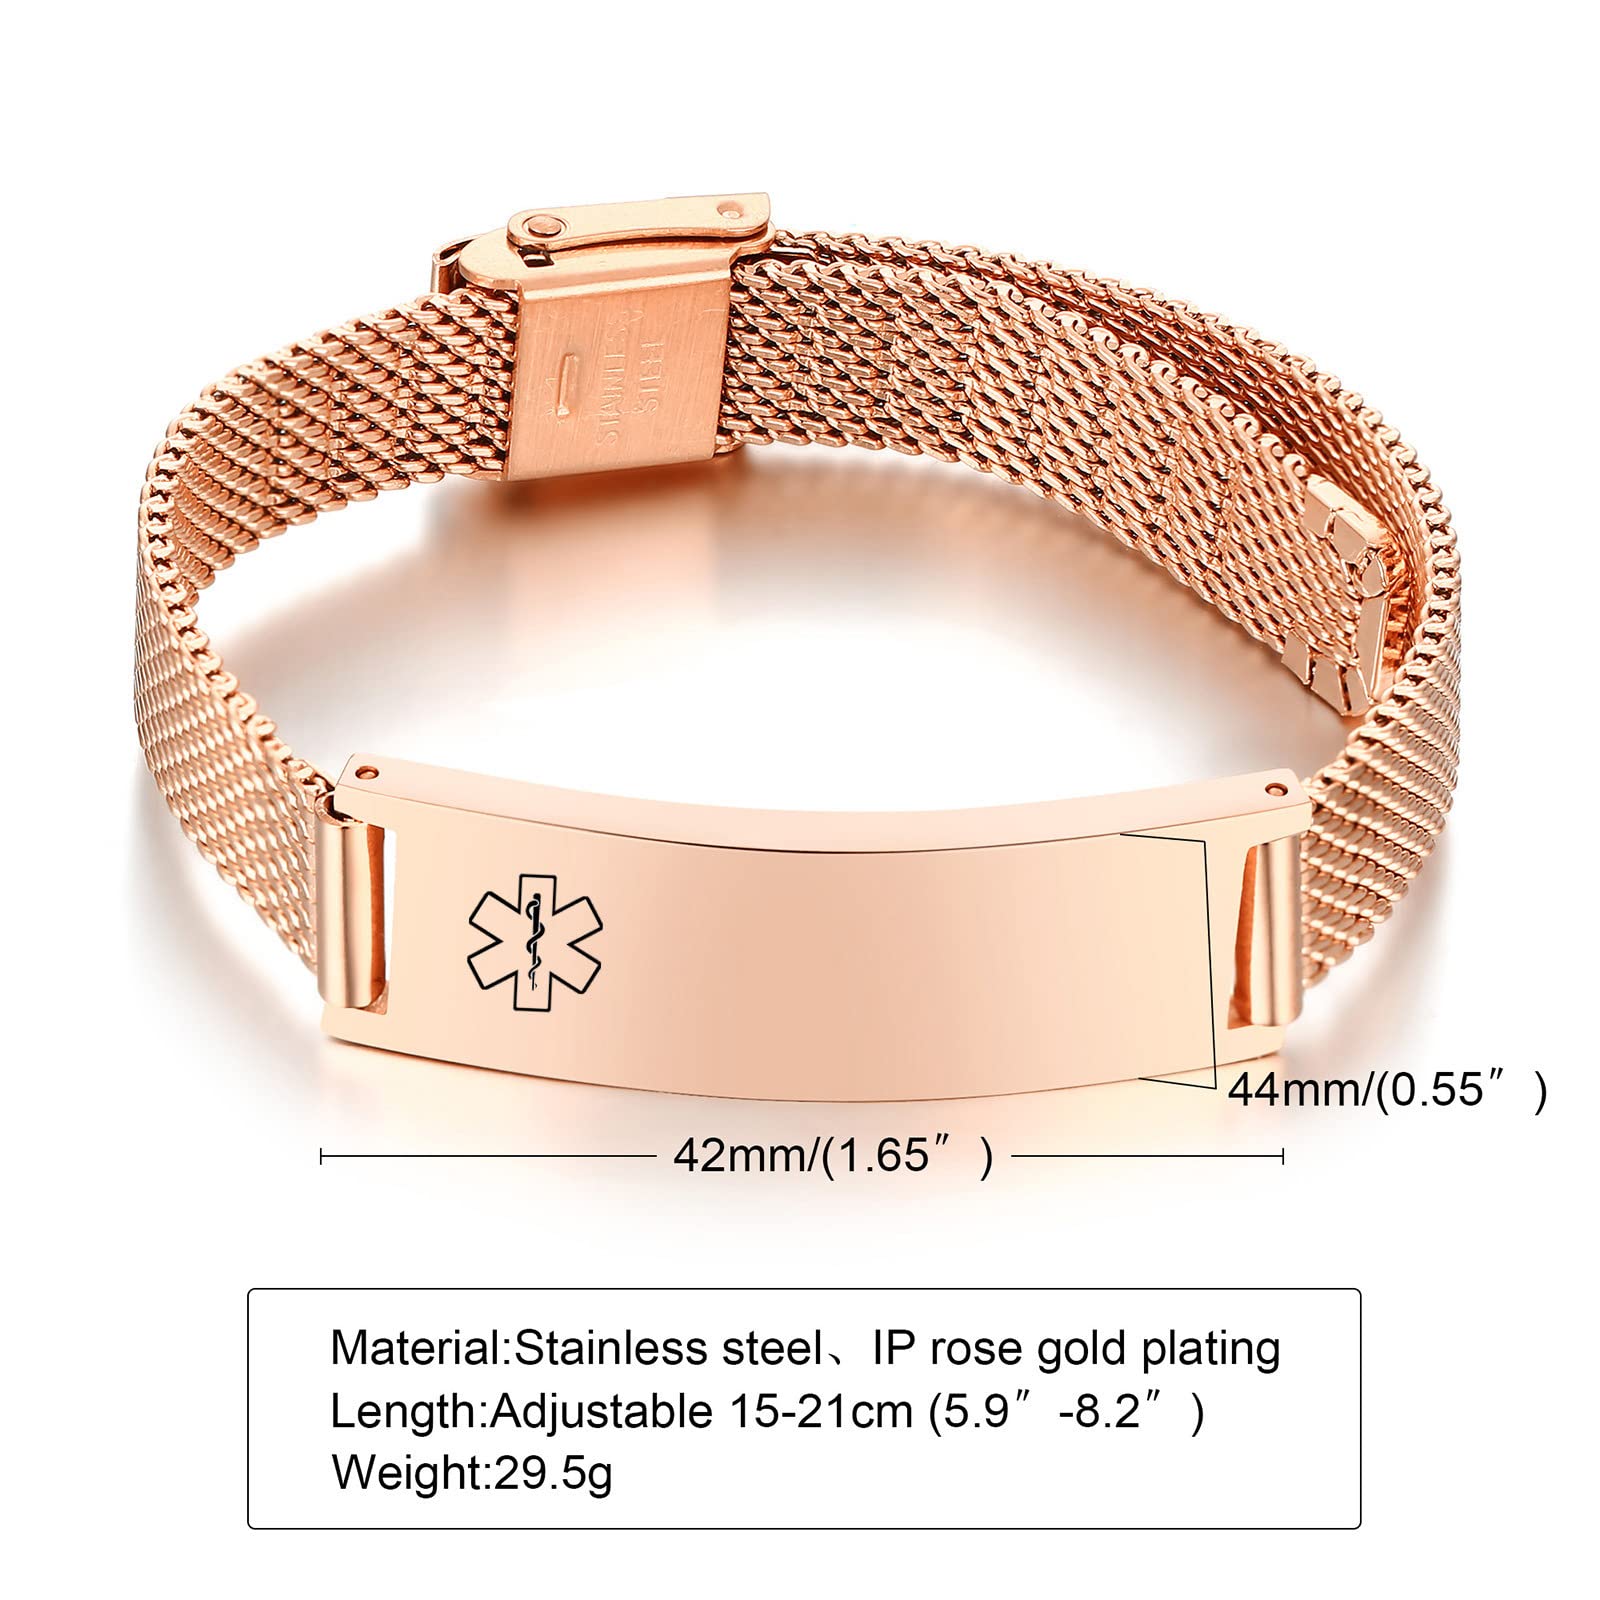 STAINLESS
STEEL
44mm/(0.55″ )
42mm/(1.65″ )
Material:Stainless steel、IP rose gold plating
Length:Adjustable 15-21cm (5.9″ -8.2″ )
Weight:29.5g